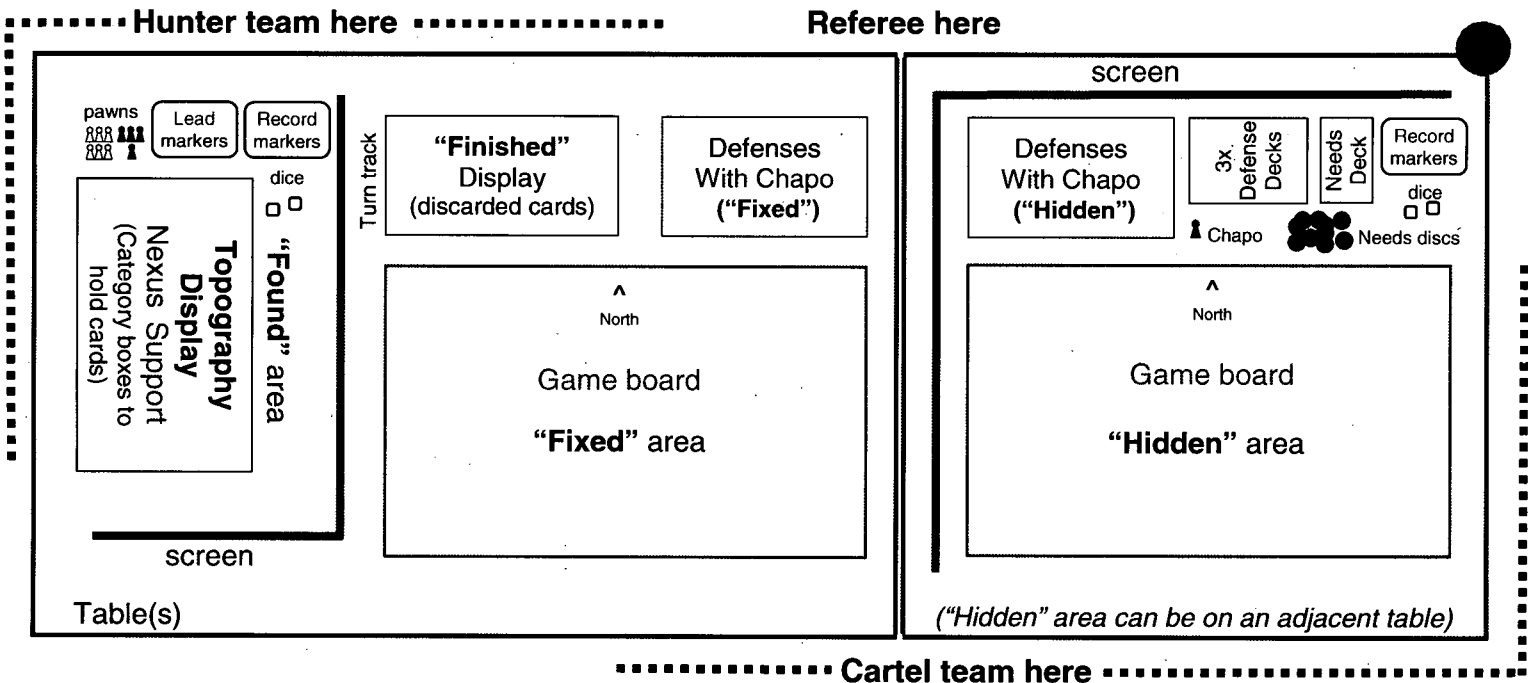 Hunter team here
Referee here
pawns
Lead
markers
Record
markers
dice
Topography
Display
Nexus Support
(Category boxes to
hold cards)
"Found" area
screen
Table(s)
Turn track
"Finished"
Display
(discarded cards)
Defenses
With Chapo
("Fixed")
^
North
Game board
"Fixed" area
screen
Defenses
With Chapo
("Hidden")
3x
Defense
Decks
Needs
Deck
Record
markers
dice
Chapo
Needs discs
^
North
Game board
"Hidden" area
("Hidden" area can be on an adjacent table)
Cartel team here